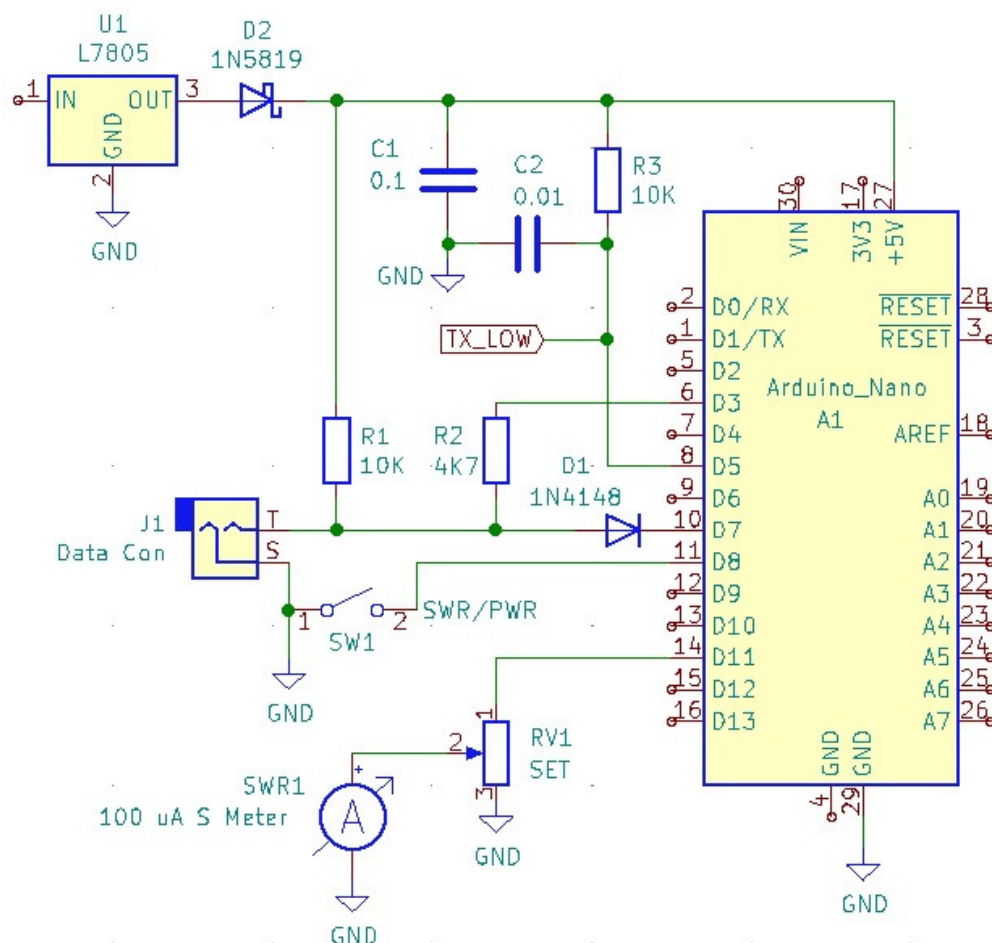 U1
L7805
D2
1N5819
1
IN
OUT
3
GND
2
GND
C1
0.1
C2
0.01
R3
10K
GND
TX_LOW
R1
10K
R2
4K7
D1
1N4148
J1
Data Con
T
S
1
2
SW1
SWR/PWR
GND
SWR1
100 uA S Meter
+
A
GND
1
2
3
RV1
SET
GND
30
VIN
17
3V3
27
+5V
2
D0/RX
1
D1/TX
5
D2
6
D3
7
D4
8
D5
9
D6
10
D7
11
D8
12
D9
13
D10
14
D11
15
D12
16
D13
Arduino_Nano
A1
RESET
28
RESET
3
AREF
18
A0
19
A1
20
A2
21
A3
22
A4
23
A5
24
A6
25
A7
26
GND
4
GND
29
GND